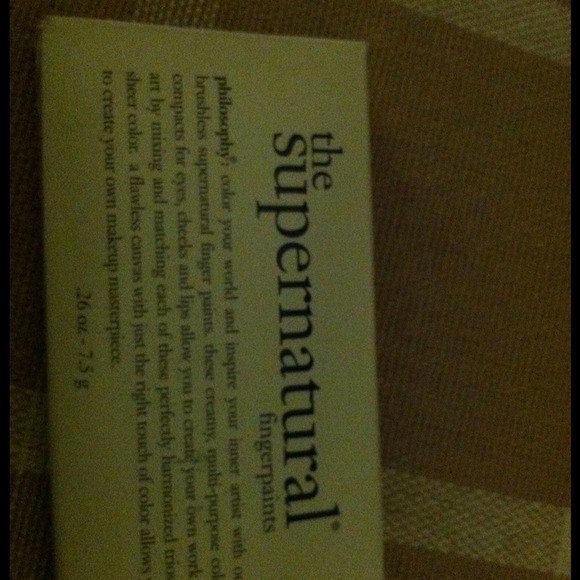 the
supernatural®
fingerpaints
philosophy®: color your world and inspire your inner artist with
brushless supernatural finger paints. these creamy, multi-purpose
compacts for eyes, cheeks and lips allow you to create your own work
art by mixing and matching each of these perfectly harmonized
sheer color. a flawless canvas with just the right touch of color allows
to create your own makeup masterpiece.
.26 oz - 7.5 g